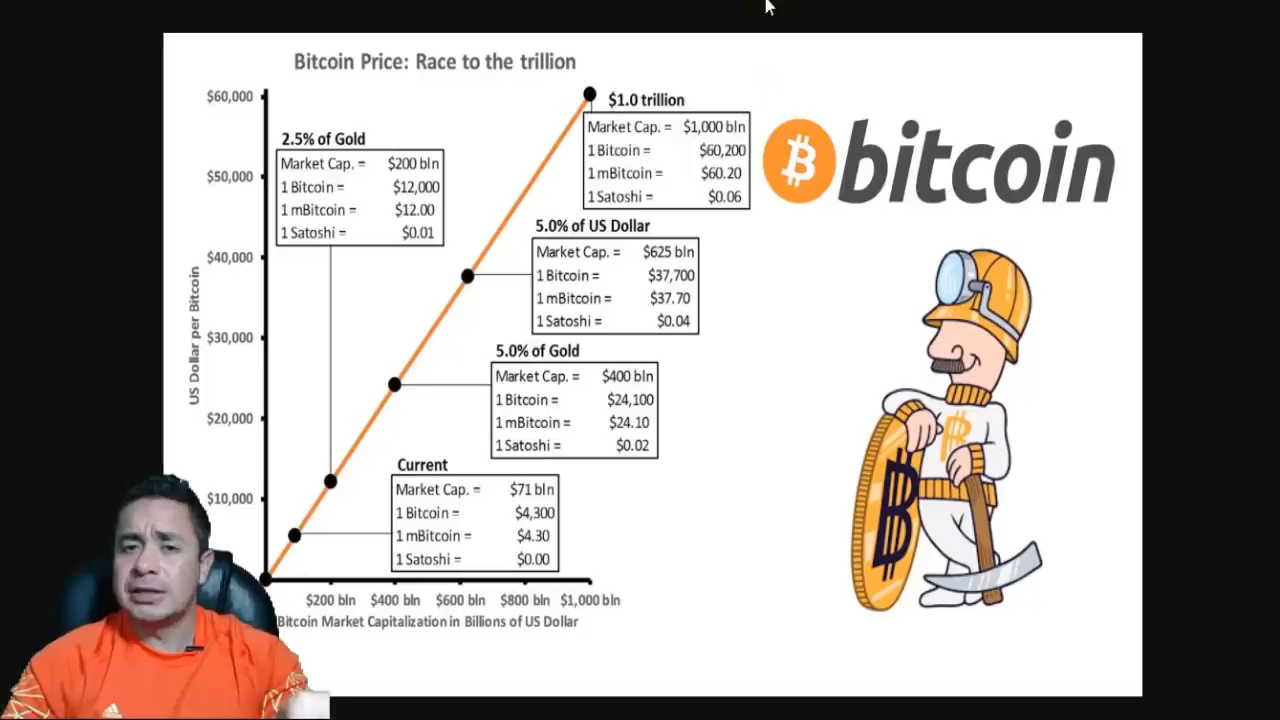 Bitcoin Price: Race to the trillion
$60,000
$50,000
$40,000
$30,000
$20,000
$10,000
US Dollar per Bitcoin
2.5% of Gold
Market Cap. = $200 bln
1 Bitcoin = $12,000
1 mBitcoin = $12.00
1 Satoshi = $0.01
$1.0 trillion
Market Cap. = $1,000 bln
1 Bitcoin = $60,200
1 mBitcoin = $60.20
1 Satoshi = $0.06
5.0% of US Dollar
Market Cap. = $625 bln
1 Bitcoin = $37,700
1 mBitcoin = $37.70
1 Satoshi = $0.04
5.0% of Gold
Market Cap. = $400 bln
1 Bitcoin = $24,100
1 mBitcoin = $24.10
1 Satoshi = $0.02
Current
Market Cap. = $71 bln
1 Bitcoin = $4,300
1 mBitcoin = $4.30
1 Satoshi = $0.00
$200 bln $400 bln $600 bln $800 bln $1,000 bln
Bitcoin Market Capitalization in Billions of US Dollar
bitcoin